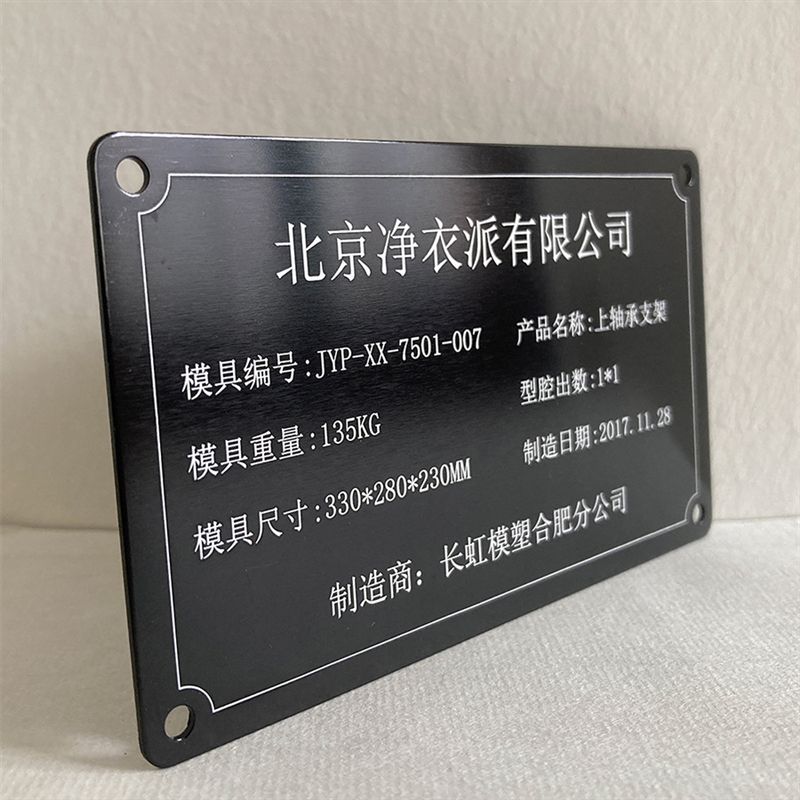 北京净衣派有限公司
模具编号:JYP-XX-7501-007 产品名称:上轴承支架
模具重量:135KG 型腔出数:1*1
模具尺寸:330*280*230MM 制造日期:2017.11.28
制造商：长虹模塑合肥分公司